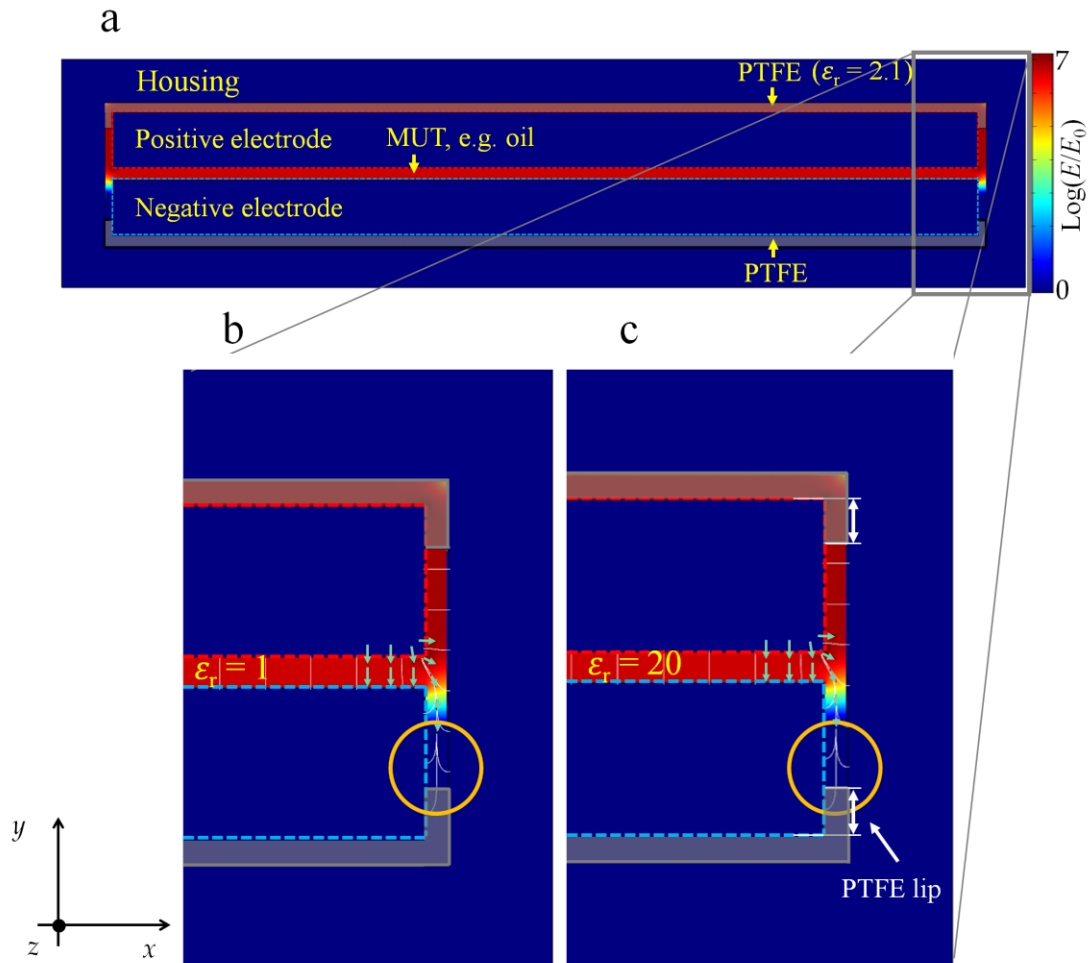 a
Housing
PTFE (εr = 2.1)
Positive electrode
MUT, e.g. oil
Negative electrode
PTFE
7
Log(E/E0)
0
b
c
εr = 1
εr = 20
PTFE lip
y
z
x